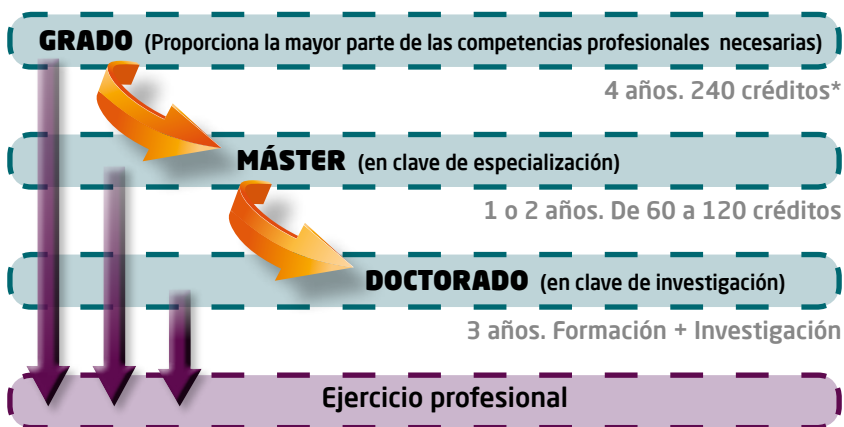 GRADO (Proporciona la mayor parte de las competencias profesionales necesarias)
4 años. 240 créditos*
MÁSTER (en clave de especialización)
1 o 2 años. De 60 a 120 créditos
DOCTORADO (en clave de investigación)
3 años. Formación + Investigación
Ejercicio profesional